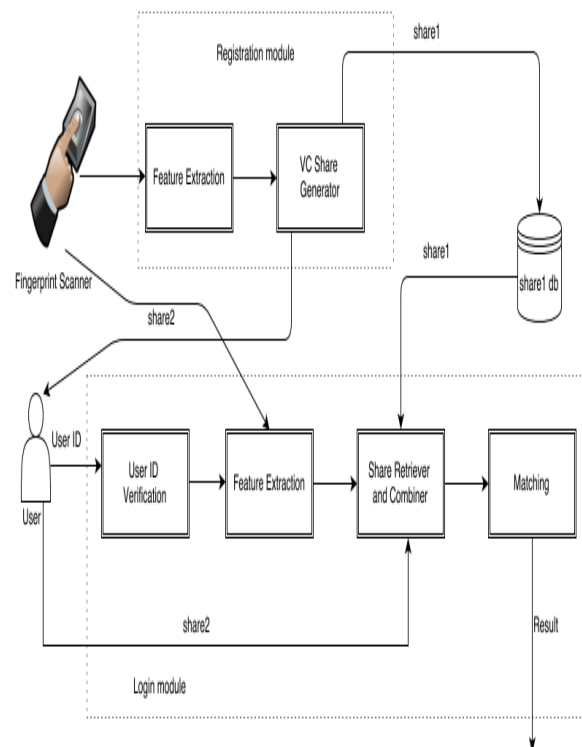 share1
Registration module
Feature Extraction
VC Share
Generator
Fingerprint Scanner
share1
share1 db
share2
User ID
User
User ID
Verification
Feature Extraction
Share Retriever
and Combiner
Matching
share2
Result
Login module